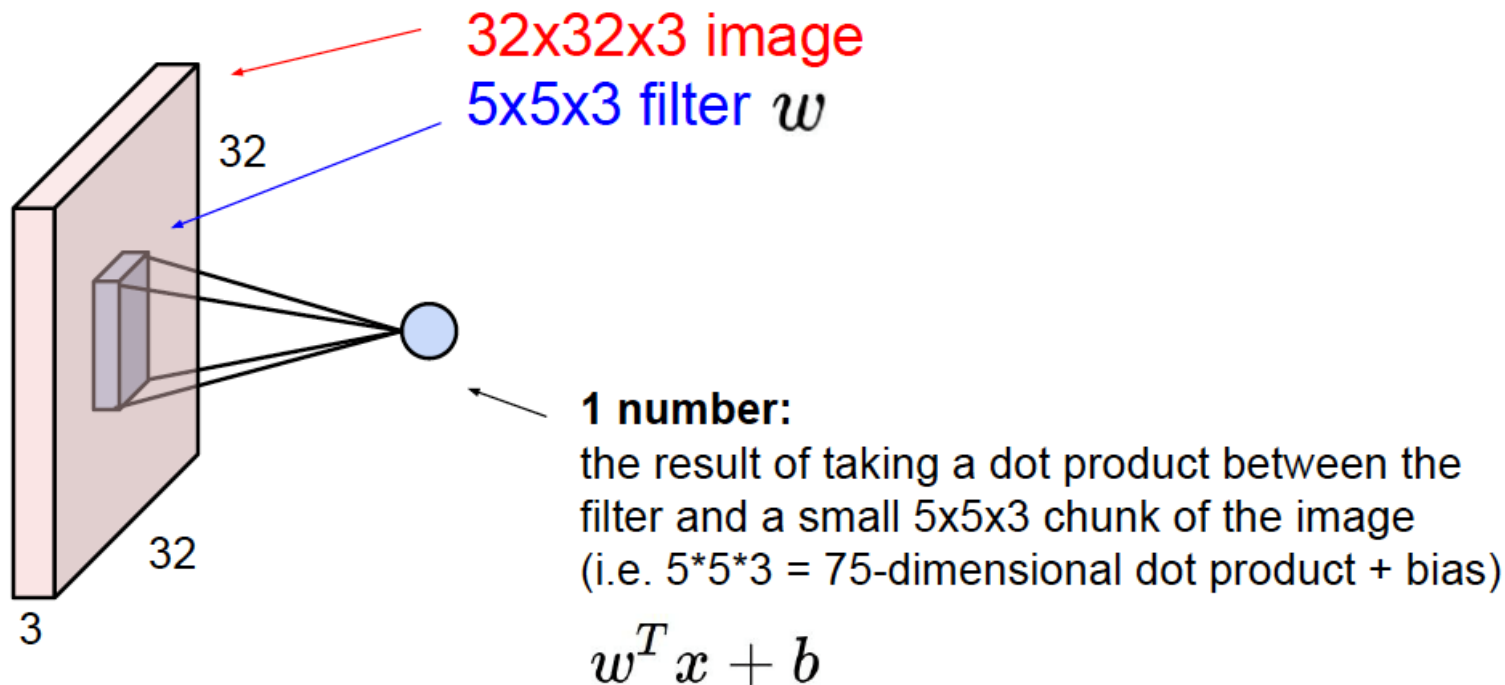 32x32x3 image
5x5x3 filter w
32
32
3
1 number:
the result of taking a dot product between the
filter and a small 5x5x3 chunk of the image
(i.e. 5*5*3 = 75-dimensional dot product + bias)
w^T x + b